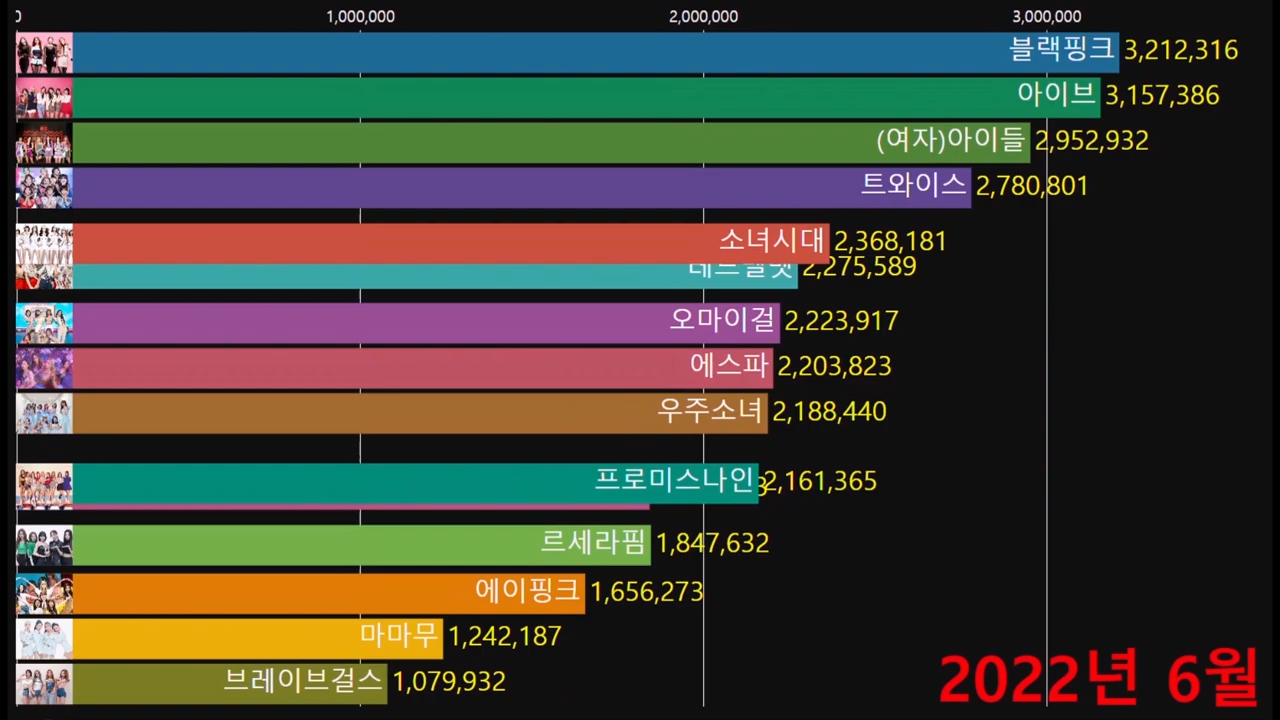 0 1,000,000 2,000,000 3,000,000
블랙핑크 3,212,316
아이브 3,157,386
(여자)아이들 2,952,932
트와이스 2,780,801
소녀시대 2,368,181
2,275,589
오마이걸 2,223,917
에스파 2,203,823
우주소녀 2,188,440
프로미스나인 2,161,365
르세라핌 1,847,632
에이핑크 1,656,273
마마무 1,242,187
브레이브걸스 1,079,932
2022년 6월